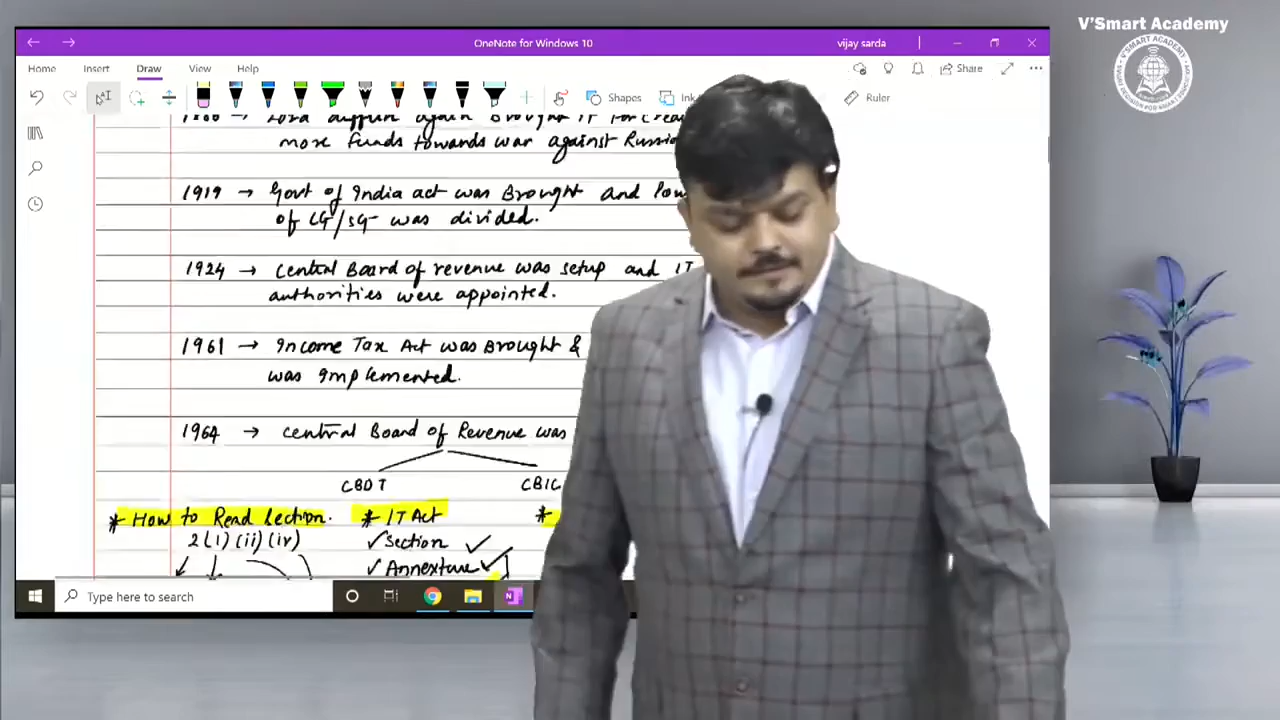 V'Smart Academy
OneNote for Windows 10
vijay sarda
Home Insert Draw View Help
Share
Shapes
Ink
Ruler
more funds towards war against Russia
1919 → Govt of India act was Brought and Pow
of CG/SG was divided.
1924 → Central Board of revenue was setup and IT
authorities were appointed.
1961 → Income Tax Act was Brought &
was implemented.
1964 → Central Board of Revenue was
CBDT CBIC
* How to Read Section. * IT Act *
2(1)(ii)(iv) ✓ Section ✓
✓ Annexture ✓
Type here to search